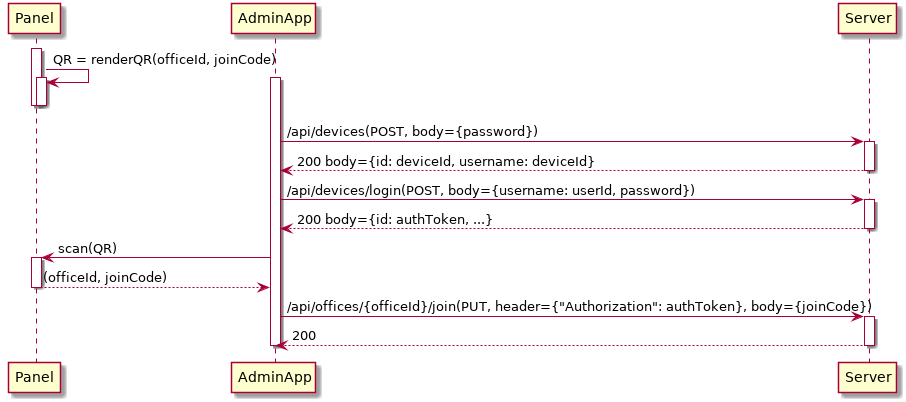 Panel
AdminApp
Server
QR = renderQR(officeId, joinCode)
/api/devices(POST, body={password})
200 body={id: deviceId, username: deviceId}
/api/devices/login(POST, body={username: userId, password})
200 body={id: authToken, ...}
scan(QR)
(officeId, joinCode)
/api/offices/{officeId}/join(PUT, header={"Authorization": authToken}, body={joinCode})
200
Panel
AdminApp
Server